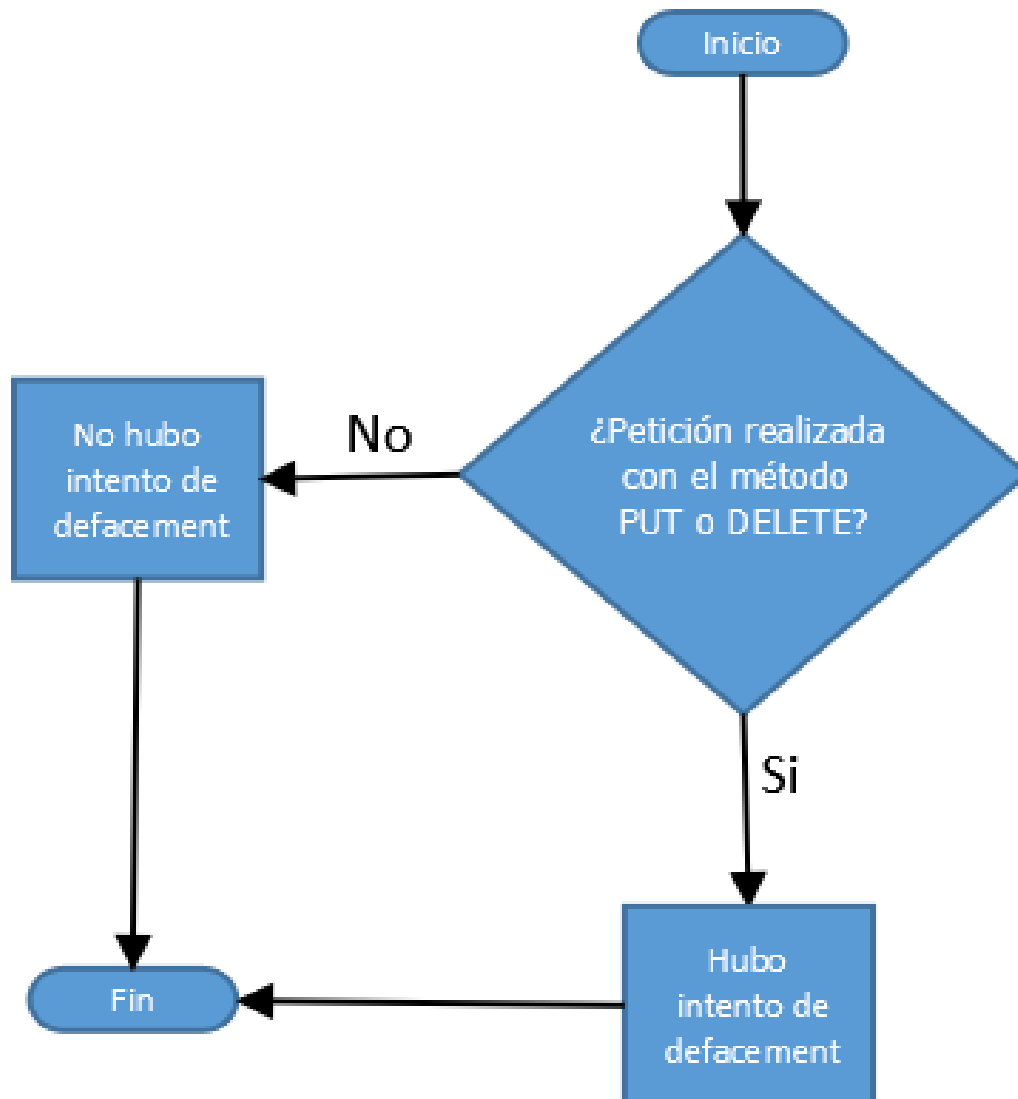 Inicio
¿Petición realizada
con el método
PUT o DELETE?
No
No hubo
intento de
defacement
Si
Hubo
intento de
defacement
Fin